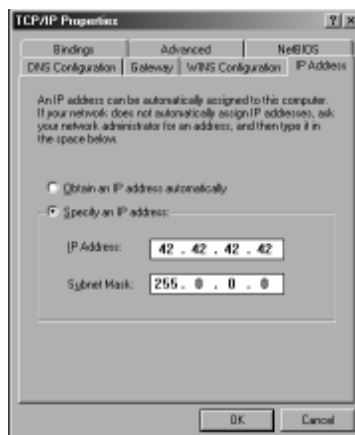 TCP/IP Properties
? x
Bindings Advanced NetBIOS
DNS Configuration Gateway WINS Configuration IP Address
An IP address can be automatically assigned to this computer.
If your network does not automatically assign IP addresses, ask
your network administrator for an address, and then type it in
the space below.
Obtain an IP address automatically
Specify an IP address:
IP Address: 42 . 42 . 42 . 42
Subnet Mask: 255 . 0 . 0 . 0
OK Cancel